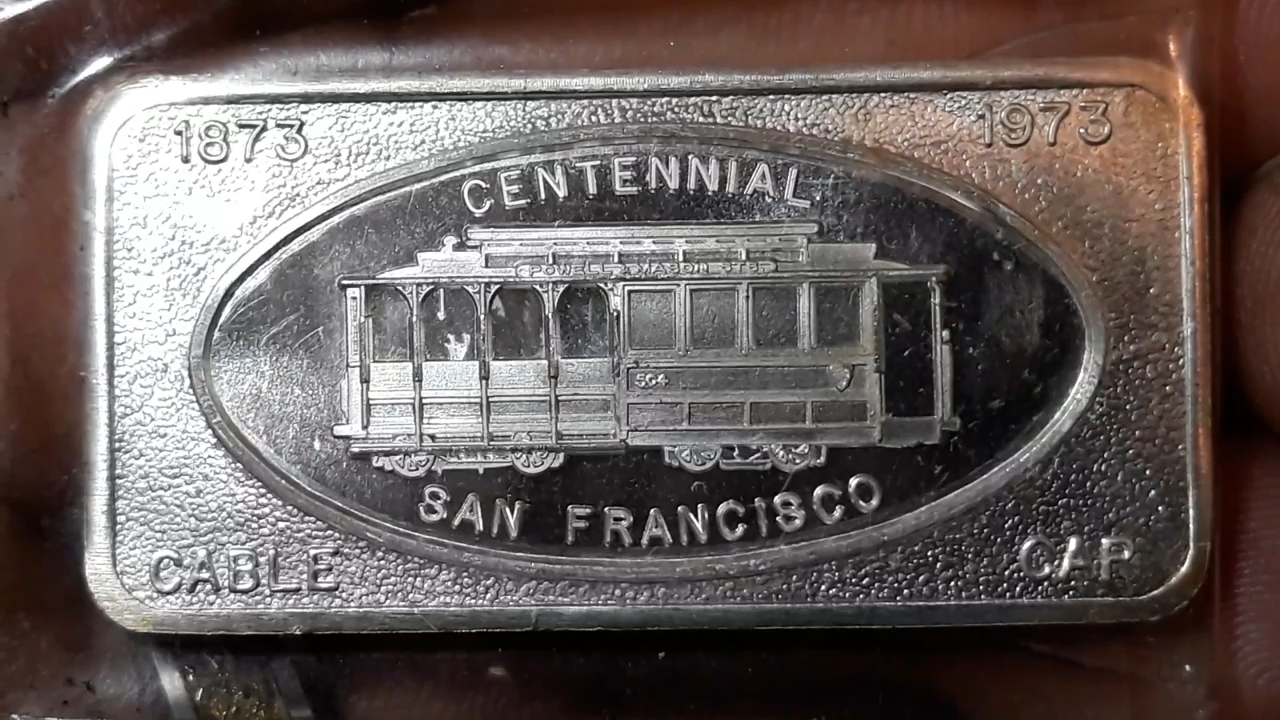 1873
1973
CENTENNIAL
POWELL & MASON STS.
504
SAN FRANCISCO
CABLE
CAR